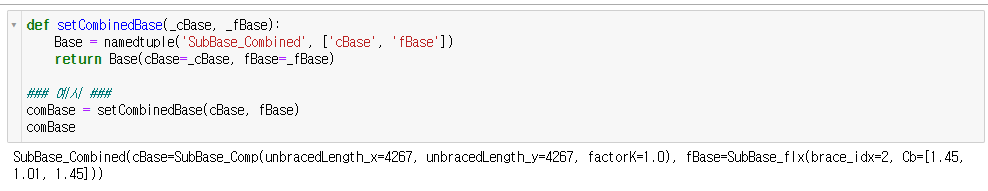 def setCombinedBase(_cBase, _fBase):
    Base = namedtuple('SubBase_Combined', ['cBase', 'fBase'])
    return Base(cBase=_cBase, fBase=_fBase)
### 예시 ###
comBase = setCombinedBase(cBase, fBase)
comBase
SubBase_Combined(cBase=SubBase_Comp(unbracedLength_x=4267, unbracedLength_y=4267, factorK=1.0), fBase=SubBase_flx(brace_idx=2, Cb=[1.45,
1.01, 1.45]))